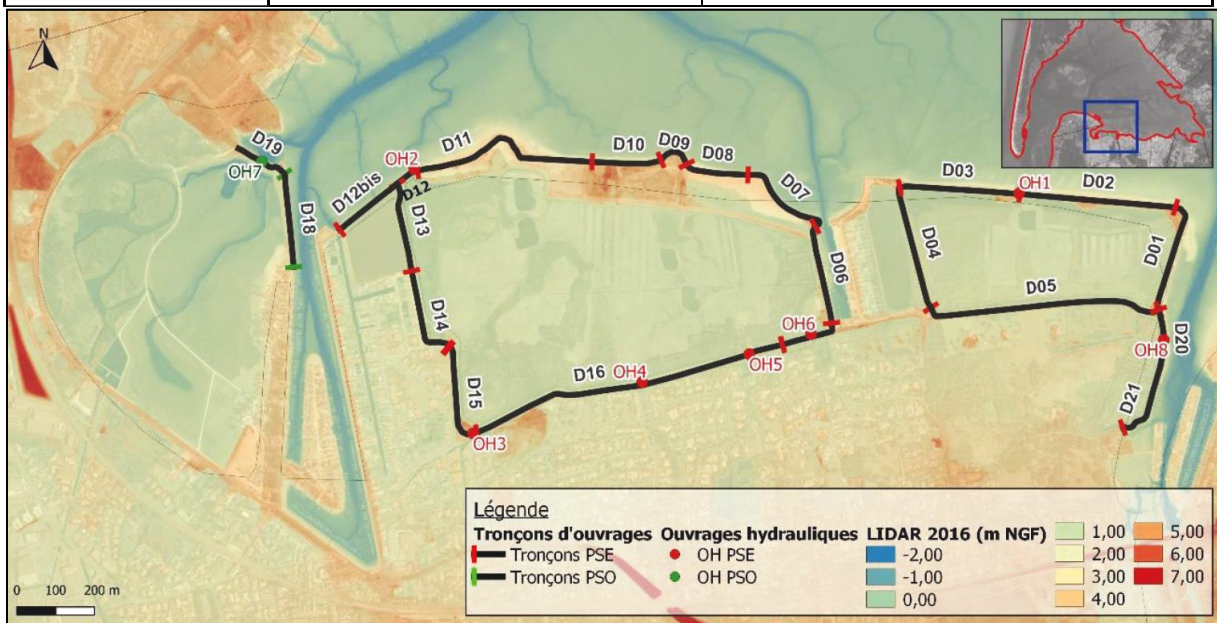 N
D19
OH7
D18
D12bis
OH2
D12
D11
D13
D14
D15
OH3
D16
OH4
OH5
OH6
D10
D09
D08
D07
D06
D03
OH1
D02
D04
D05
D01
D20
OH8
D21
Légende
Tronçons d'ouvrages
Tronçons PSE
Tronçons PSO
Ouvrages hydrauliques
OH PSE
OH PSO
LIDAR 2016 (m NGF)
-2,00
-1,00
0,00
1,00
2,00
3,00
4,00
5,00
6,00
7,00
0 100 200 m